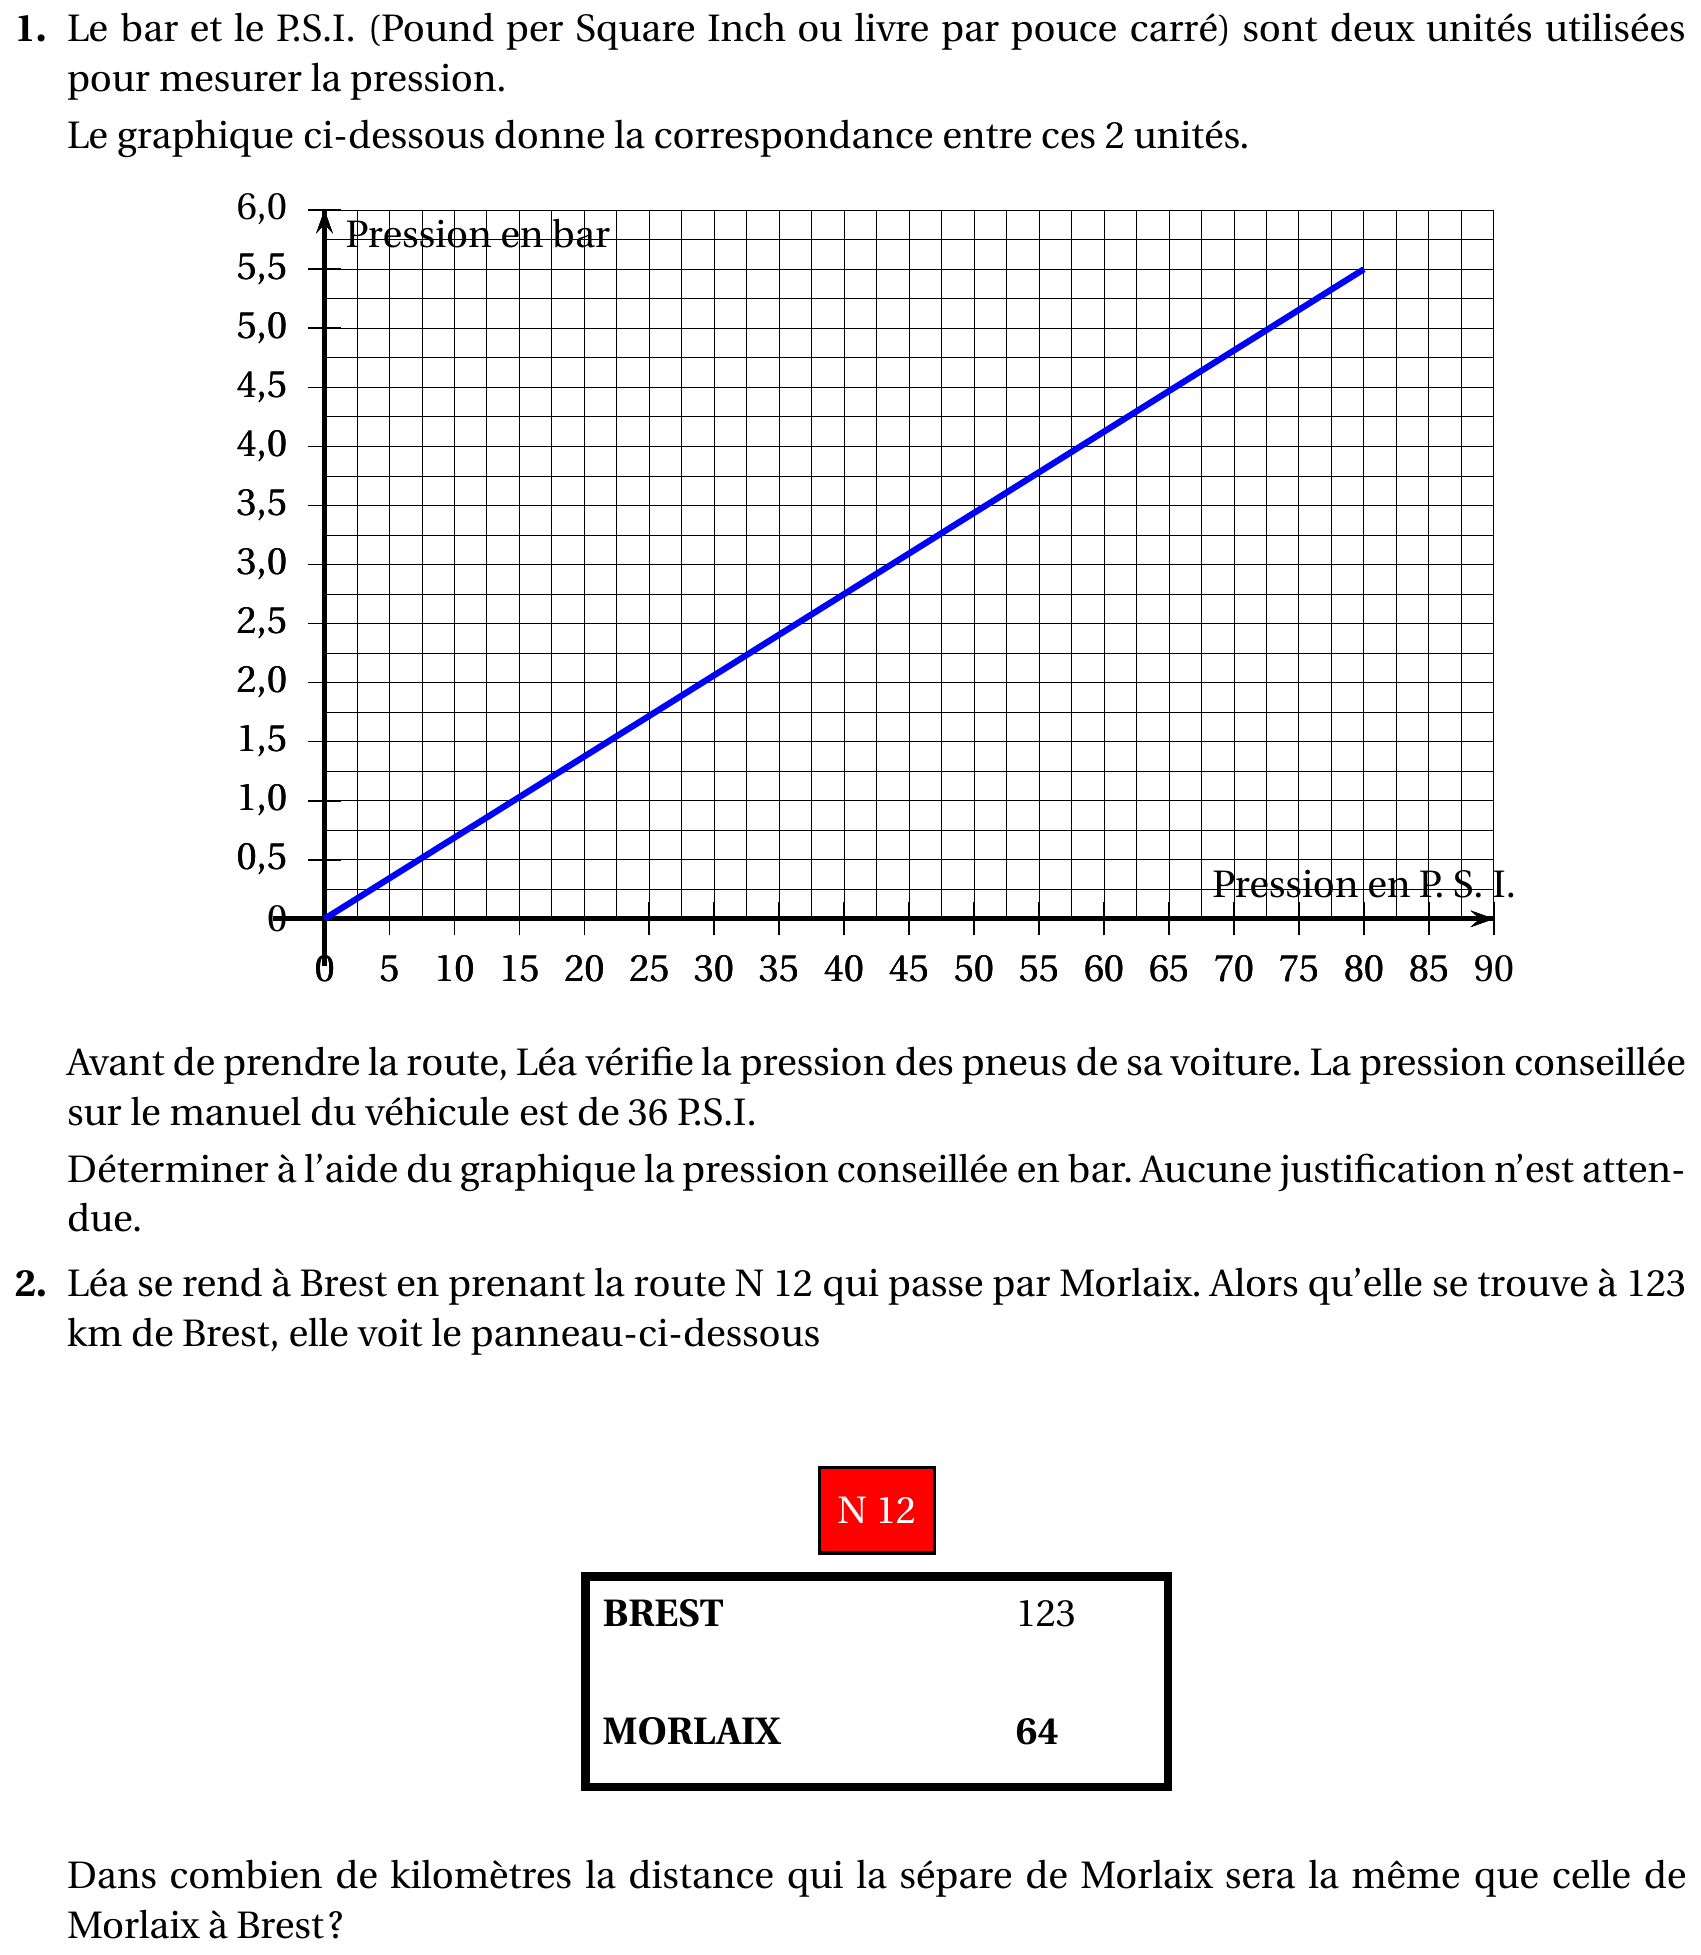 1. Le bar et le P.S.I. (Pound per Square Inch ou livre par pouce carré) sont deux unités utilisées
pour mesurer la pression.
Le graphique ci-dessous donne la correspondance entre ces 2 unités.
6,0
Pression en bar
5,5
5,0
4,5
4,0
3,5
3,0
2,5
2,0
1,5
1,0
0,5
Pression en P. S. I.
0
0 5 10 15 20 25 30 35 40 45 50 55 60 65 70 75 80 85 90
Avant de prendre la route, Léa vérifie la pression des pneus de sa voiture. La pression conseillée
sur le manuel du véhicule est de 36 P.S.I.
Déterminer à l'aide du graphique la pression conseillée en bar. Aucune justification n'est atten-
due.
2. Léa se rend à Brest en prenant la route N 12 qui passe par Morlaix. Alors qu'elle se trouve à 123
km de Brest, elle voit le panneau-ci-dessous
N 12
BREST 123
MORLAIX 64
Dans combien de kilomètres la distance qui la sépare de Morlaix sera la même que celle de
Morlaix à Brest?